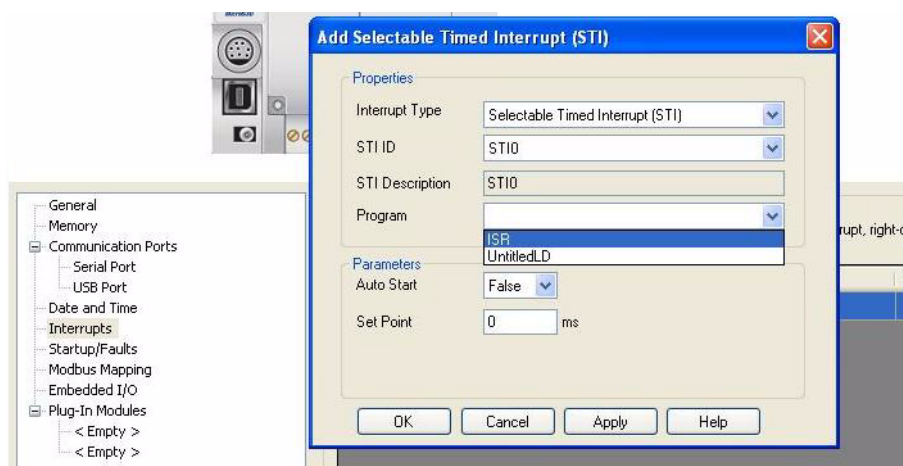 Add Selectable Timed Interrupt (STI)
Properties
Interrupt Type
Selectable Timed Interrupt (STI)
STI ID
STI0
STI Description
STI0
Program
ISR
UntitledLD
Parameters
Auto Start
False
Set Point
0
ms
OK
Cancel
Apply
Help
General
Memory
Communication Ports
Serial Port
USB Port
Date and Time
Interrupts
Startup/Faults
Modbus Mapping
Embedded I/O
Plug-In Modules
< Empty >
< Empty >
rupt, right-c